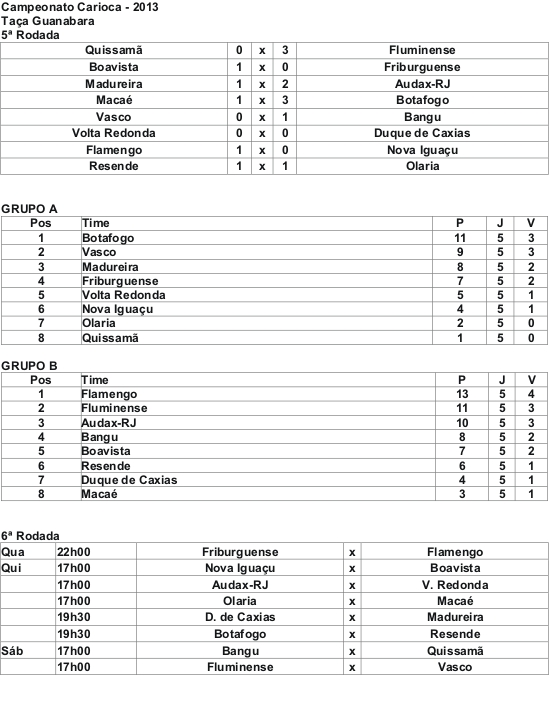 Campeonato Carioca - 2013
Taça Guanabara
5ª Rodada
Quissamã 0 x 3 Fluminense
Boavista 1 x 0 Friburguense
Madureira 1 x 2 Audax-RJ
Macaé 1 x 3 Botafogo
Vasco 0 x 1 Bangu
Volta Redonda 0 x 0 Duque de Caxias
Flamengo 1 x 0 Nova Iguaçu
Resende 1 x 1 Olaria
GRUPO A
Pos Time P J V
1 Botafogo 11 5 3
2 Vasco 9 5 3
3 Madureira 8 5 2
4 Friburguense 7 5 2
5 Volta Redonda 5 5 1
6 Nova Iguaçu 4 5 1
7 Olaria 2 5 0
8 Quissamã 1 5 0
GRUPO B
Pos Time P J V
1 Flamengo 13 5 4
2 Fluminense 11 5 3
3 Audax-RJ 10 5 3
4 Bangu 8 5 2
5 Boavista 7 5 2
6 Resende 6 5 1
7 Duque de Caxias 4 5 1
8 Macaé 3 5 1
6ª Rodada
Qua 22h00 Friburguense x Flamengo
Qui 17h00 Nova Iguaçu x Boavista
17h00 Audax-RJ x V. Redonda
17h00 Olaria x Macaé
19h30 D. de Caxias x Madureira
19h30 Botafogo x Resende
Sáb 17h00 Bangu x Quissamã
17h00 Fluminense x Vasco